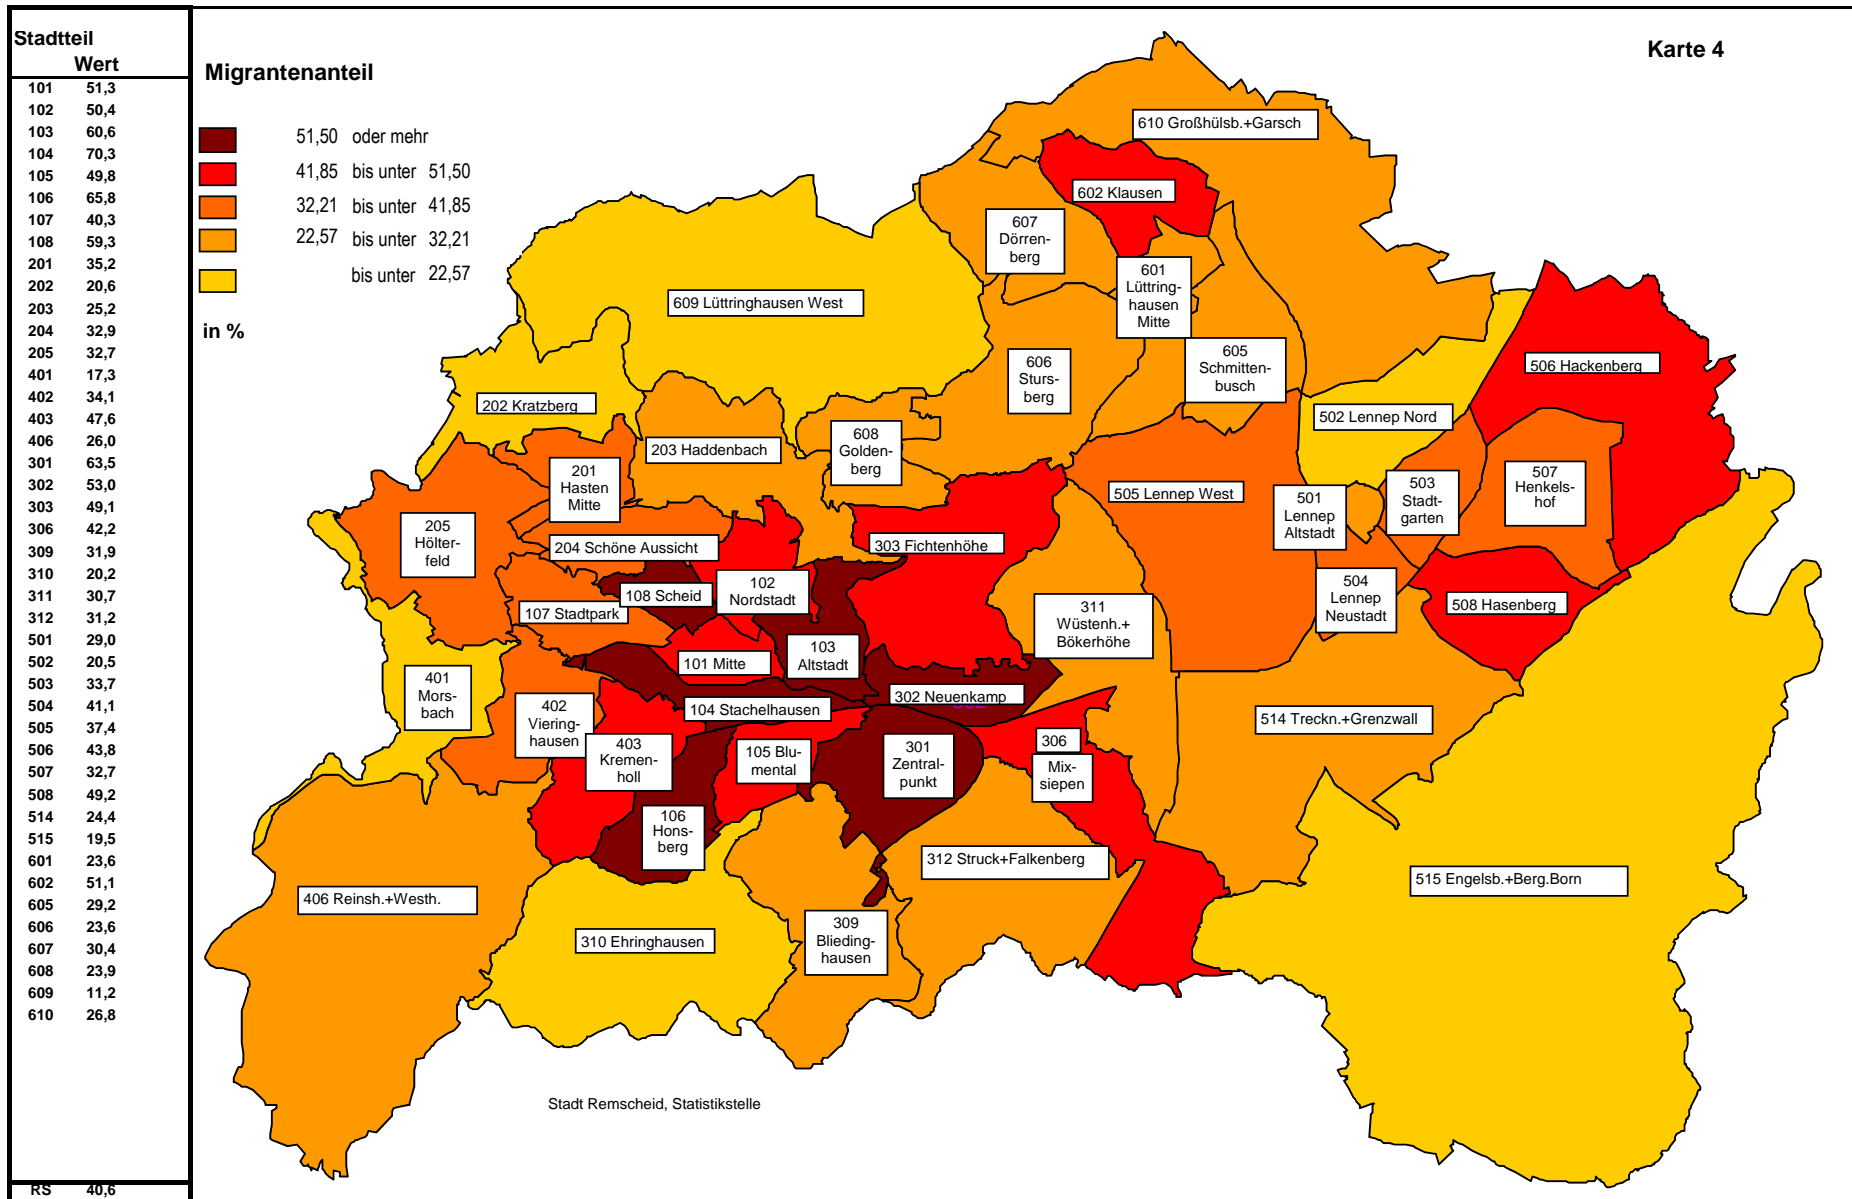 Stadtteil
Wert
101 51,3
102 50,4
103 60,6
104 70,3
105 49,8
106 65,8
107 40,3
108 59,3
201 35,2
202 20,6
203 25,2
204 32,9
205 32,7
401 17,3
402 34,1
403 47,6
406 26,0
301 63,5
302 53,0
303 49,1
306 42,2
309 31,9
310 20,2
311 30,7
312 31,2
501 29,0
502 20,5
503 33,7
504 41,1
505 37,4
506 43,8
507 32,7
508 49,2
514 24,4
515 19,5
601 23,6
602 51,1
605 29,2
606 23,6
607 30,4
608 23,9
609 11,2
610 26,8
RS 40,6
Migrantenanteil
51,50 oder mehr
41,85 bis unter 51,50
32,21 bis unter 41,85
22,57 bis unter 32,21
bis unter 22,57
in %
Karte 4
610 Großhülsb.+Garsch
602 Klausen
607
Dörren-
berg
601
Lüttring-
hausen
Mitte
609 Lüttringhausen West
605
Schmitten-
busch
606
Sturs-
berg
506 Hackenberg
202 Kratzberg
502 Lennep Nord
608
Golden-
berg
203 Haddenbach
201
Hasten
Mitte
507
Henkels-
hof
503
Stadt-
garten
505 Lennep West
501
Lennep
Altstadt
205
Hölter-
feld
204 Schöne Aussicht
303 Fichtenhöhe
102
Nordstadt
108 Scheid
504
Lennep
Neustadt
508 Hasenberg
107 Stadtpark
311
Wüstenh.+
Bökerhöhe
103
Altstadt
101 Mitte
401
Mors-
bach
302 Neuenkamp
302
402
Viering-
hausen
104 Stachelhausen
514 Treckn.+Grenzwall
403
Kremen-
holl
105 Blu-
mental
301
Zentral-
punkt
306
Mix-
siepen
106
Hons-
berg
312 Struck+Falkenberg
515 Engelsb.+Berg.Born
406 Reinsh.+Westh.
310 Ehringhausen
309
Blieding-
hausen
Stadt Remscheid, Statistikstelle